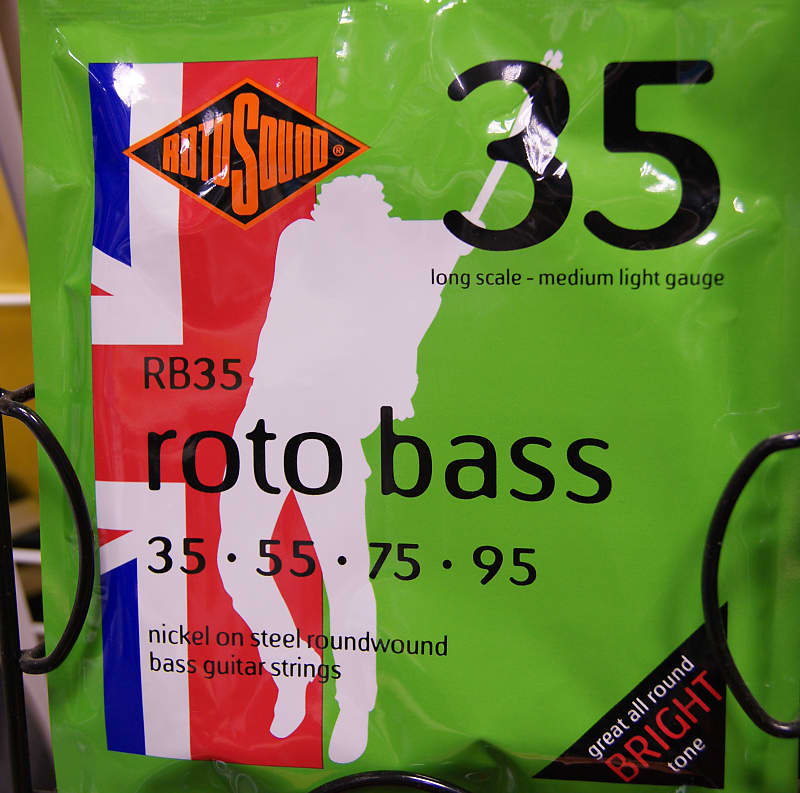 ROTOSOUND®
35
long scale - medium light gauge
RB35
roto bass
35 · 55 · 75 · 95
nickel on steel roundwound
bass guitar strings
great all round
BRIGHT
tone